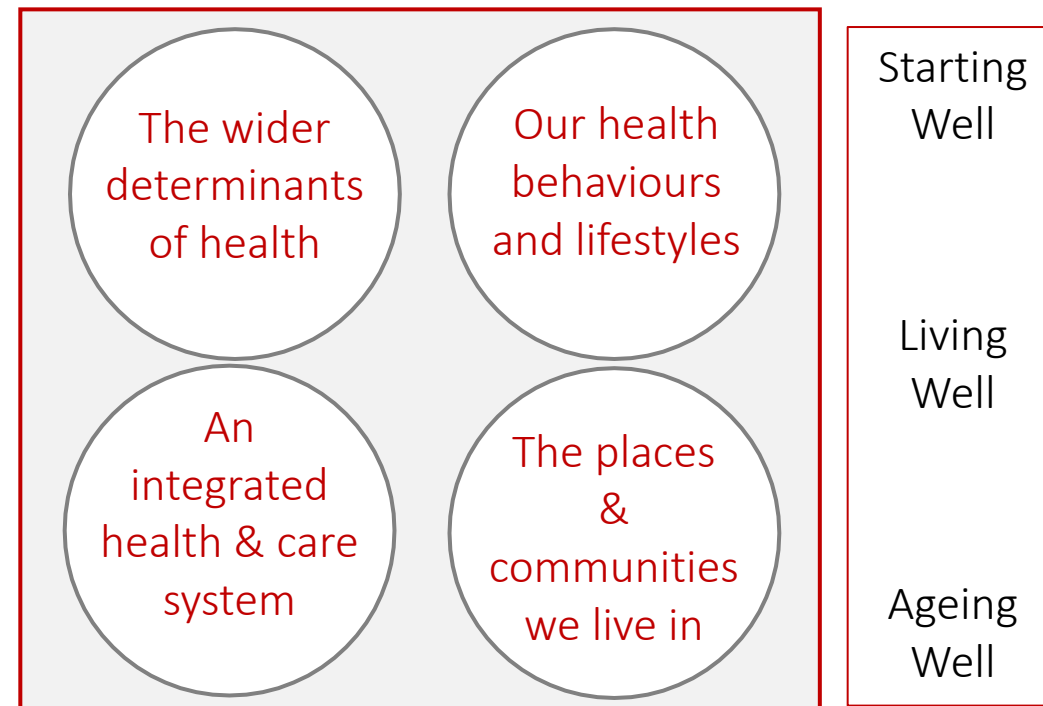 The wider
determinants
of health
Our health
behaviours
and lifestyles
An
integrated
health & care
system
The places
&
communities
we live in
Starting
Well
Living
Well
Ageing
Well